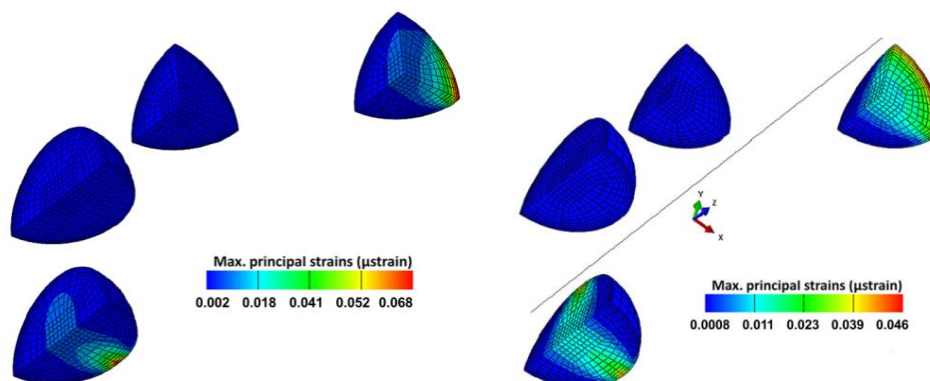 Max. principal strains (µstrain)
0.002 0.018 0.041 0.052 0.068
Y
Z
X
Max. principal strains (µstrain)
0.0008 0.011 0.023 0.039 0.046